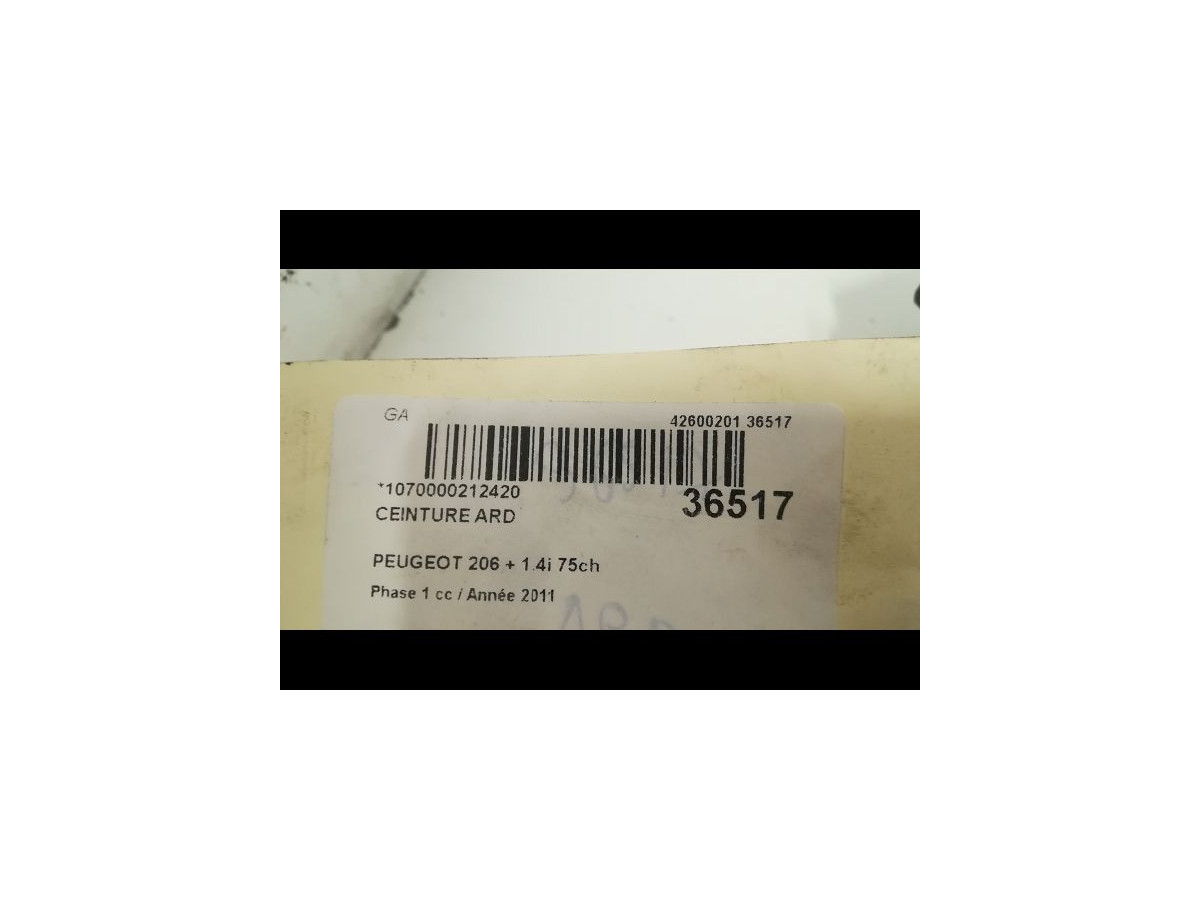 GA 42600201 36517
*1070000212420 36517
CEINTURE ARD
PEUGEOT 206 + 1.4i 75ch
Phase 1 cc / Année 2011